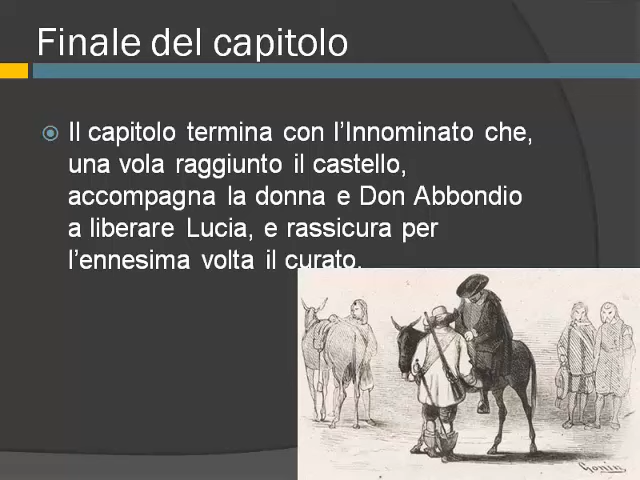 Finale del capitolo
Il capitolo termina con l’Innominato che,
una vola raggiunto il castello,
accompagna la donna e Don Abbondio
a liberare Lucia, e rassicura per
l’ennesima volta il curato.
Gonin